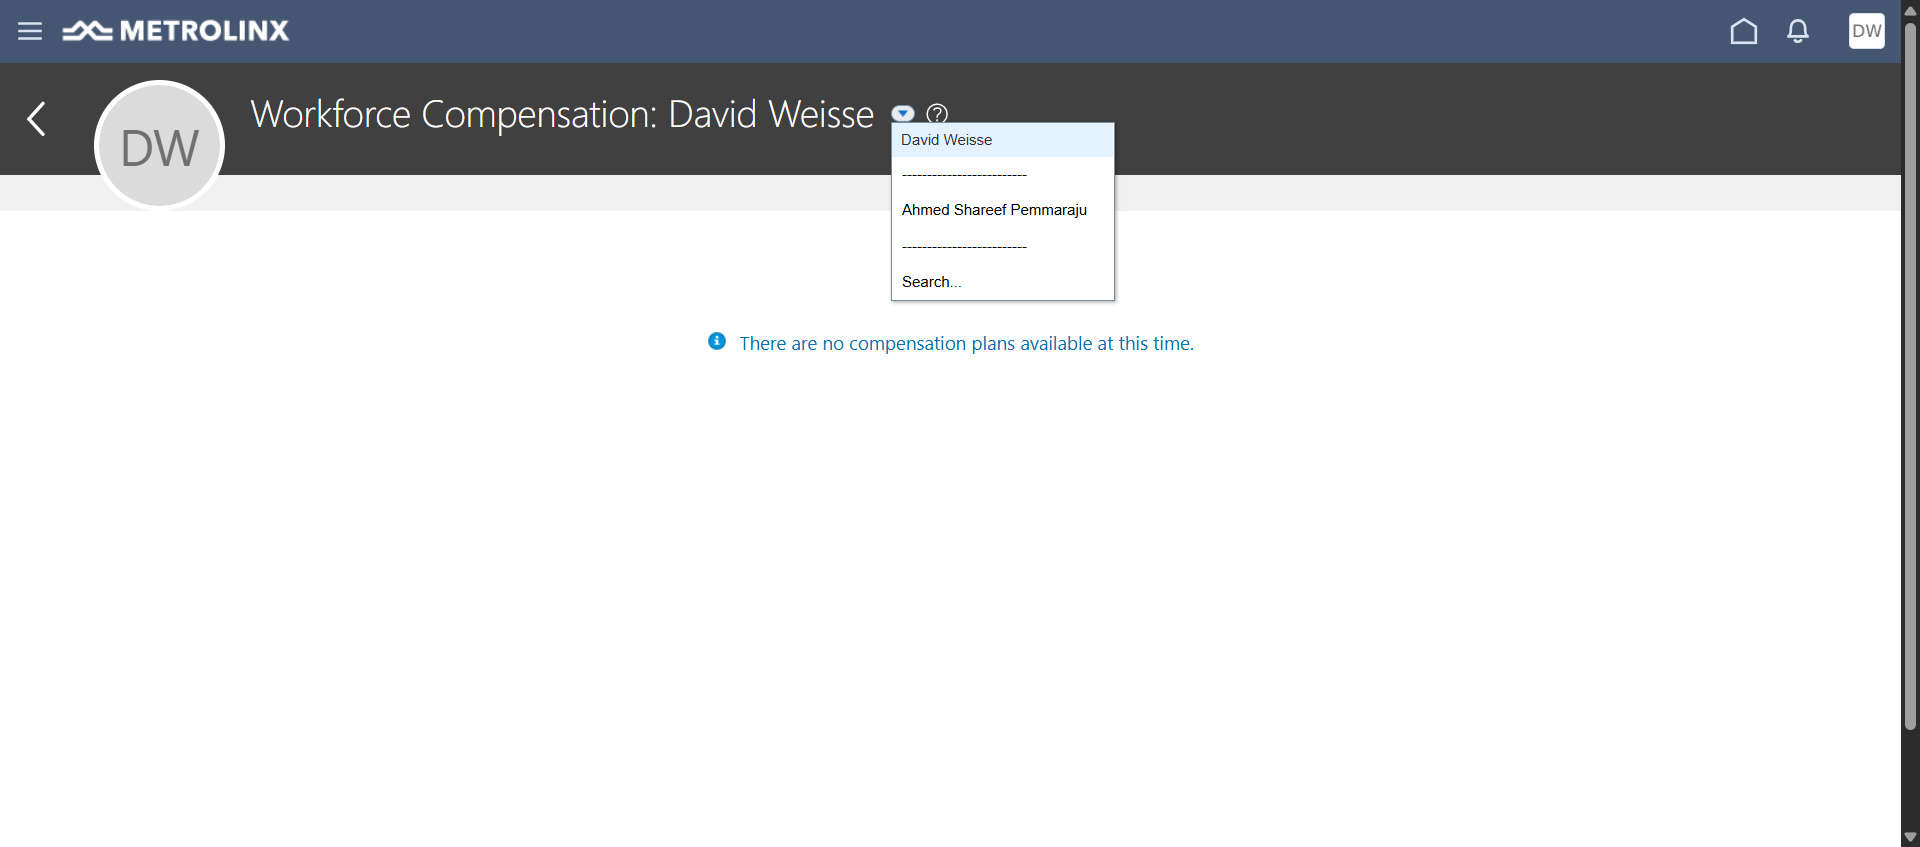 METROLINX
DW
DW
Workforce Compensation: David Weisse
David Weisse
-------------------------
Ahmed Shareef Pemmaraju
-------------------------
Search...
There are no compensation plans available at this time.